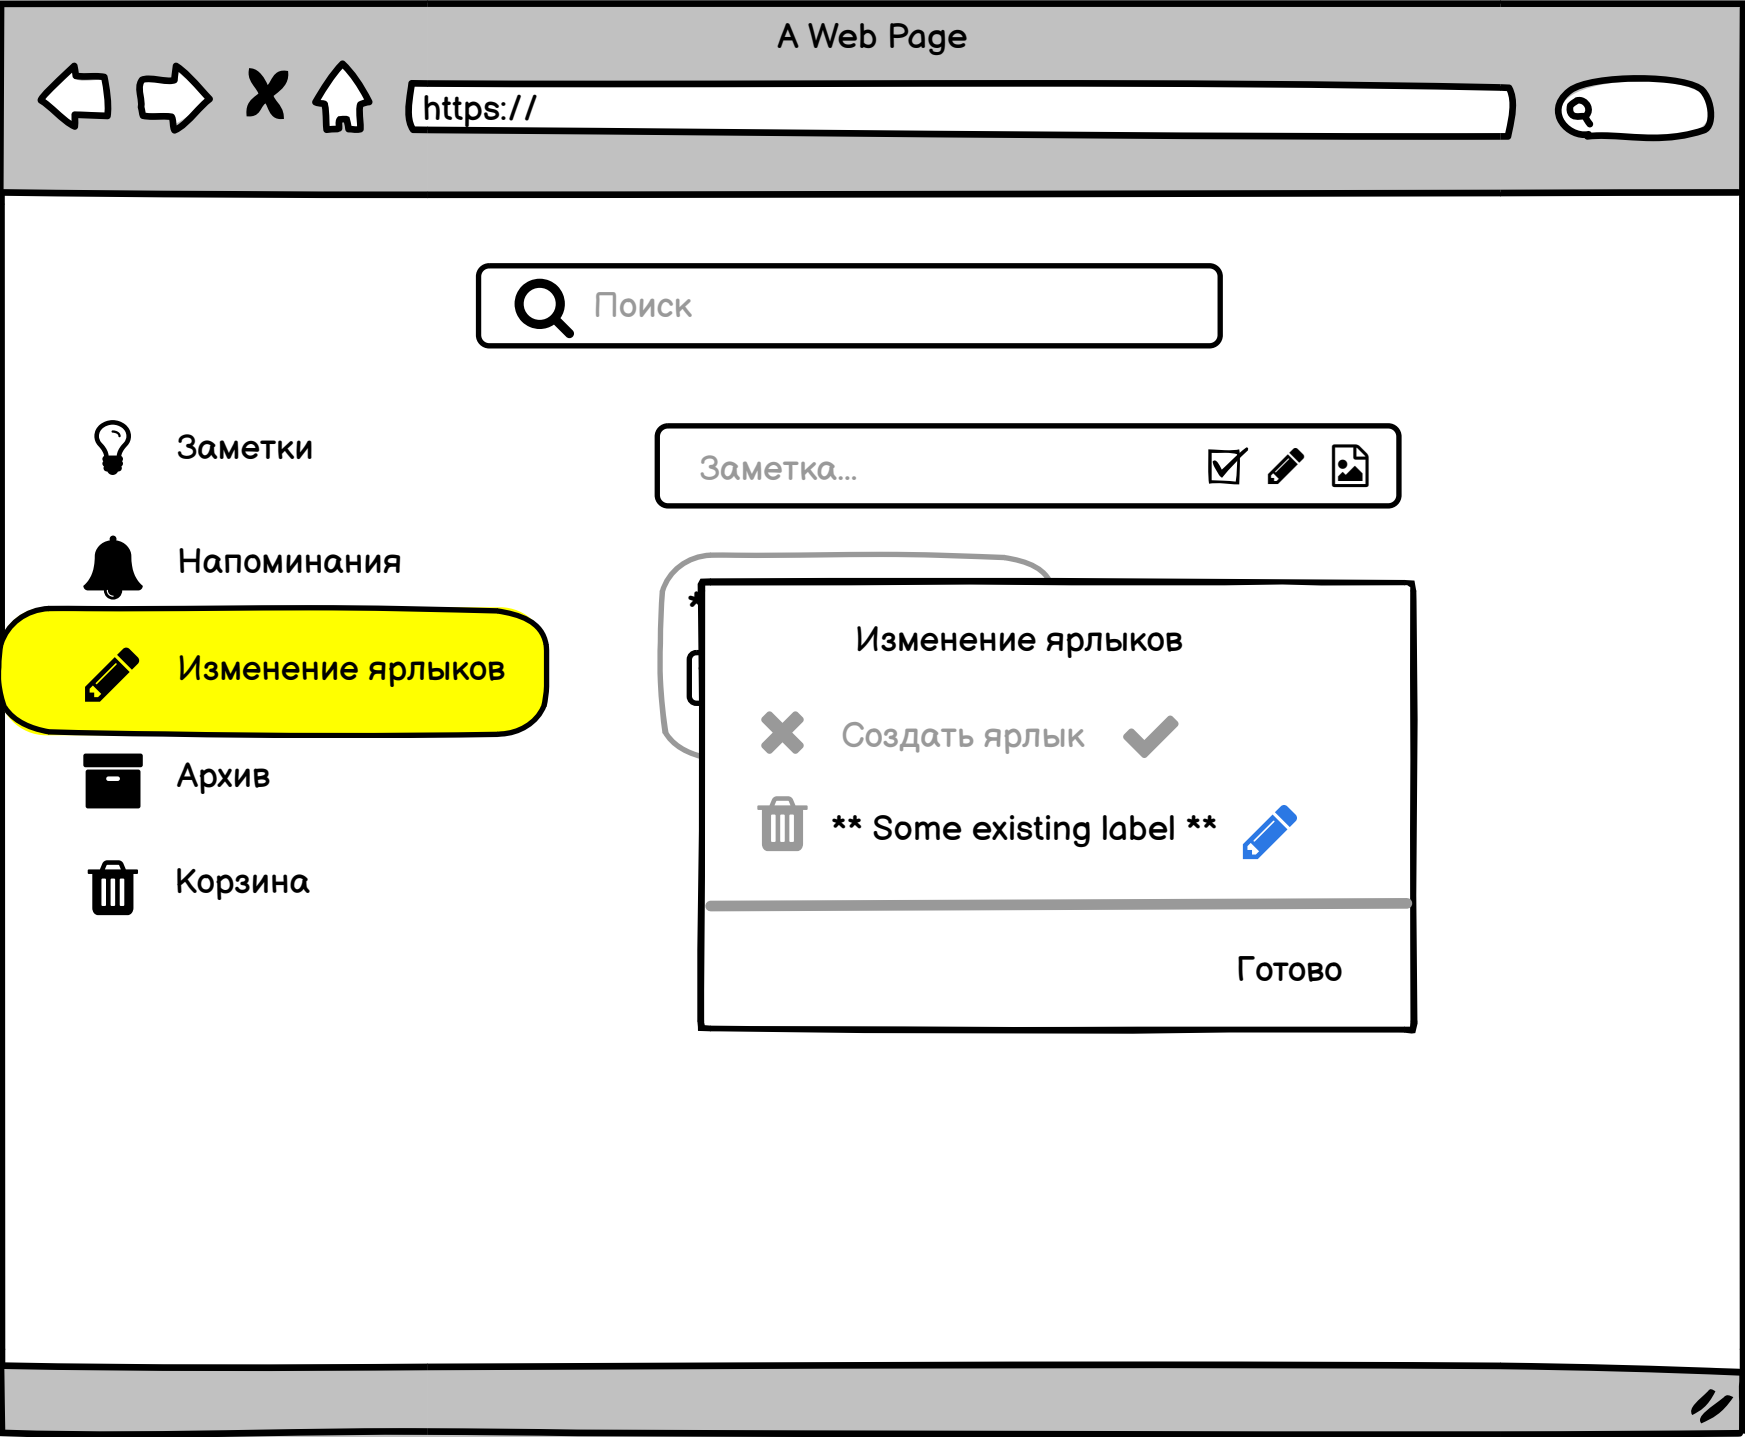 A Web Page
https://
Поиск
Заметки
Заметка...
Напоминания
Изменение ярлыков
Архив
Корзина
Изменение ярлыков
Создать ярлык
** Some existing label **
Готово